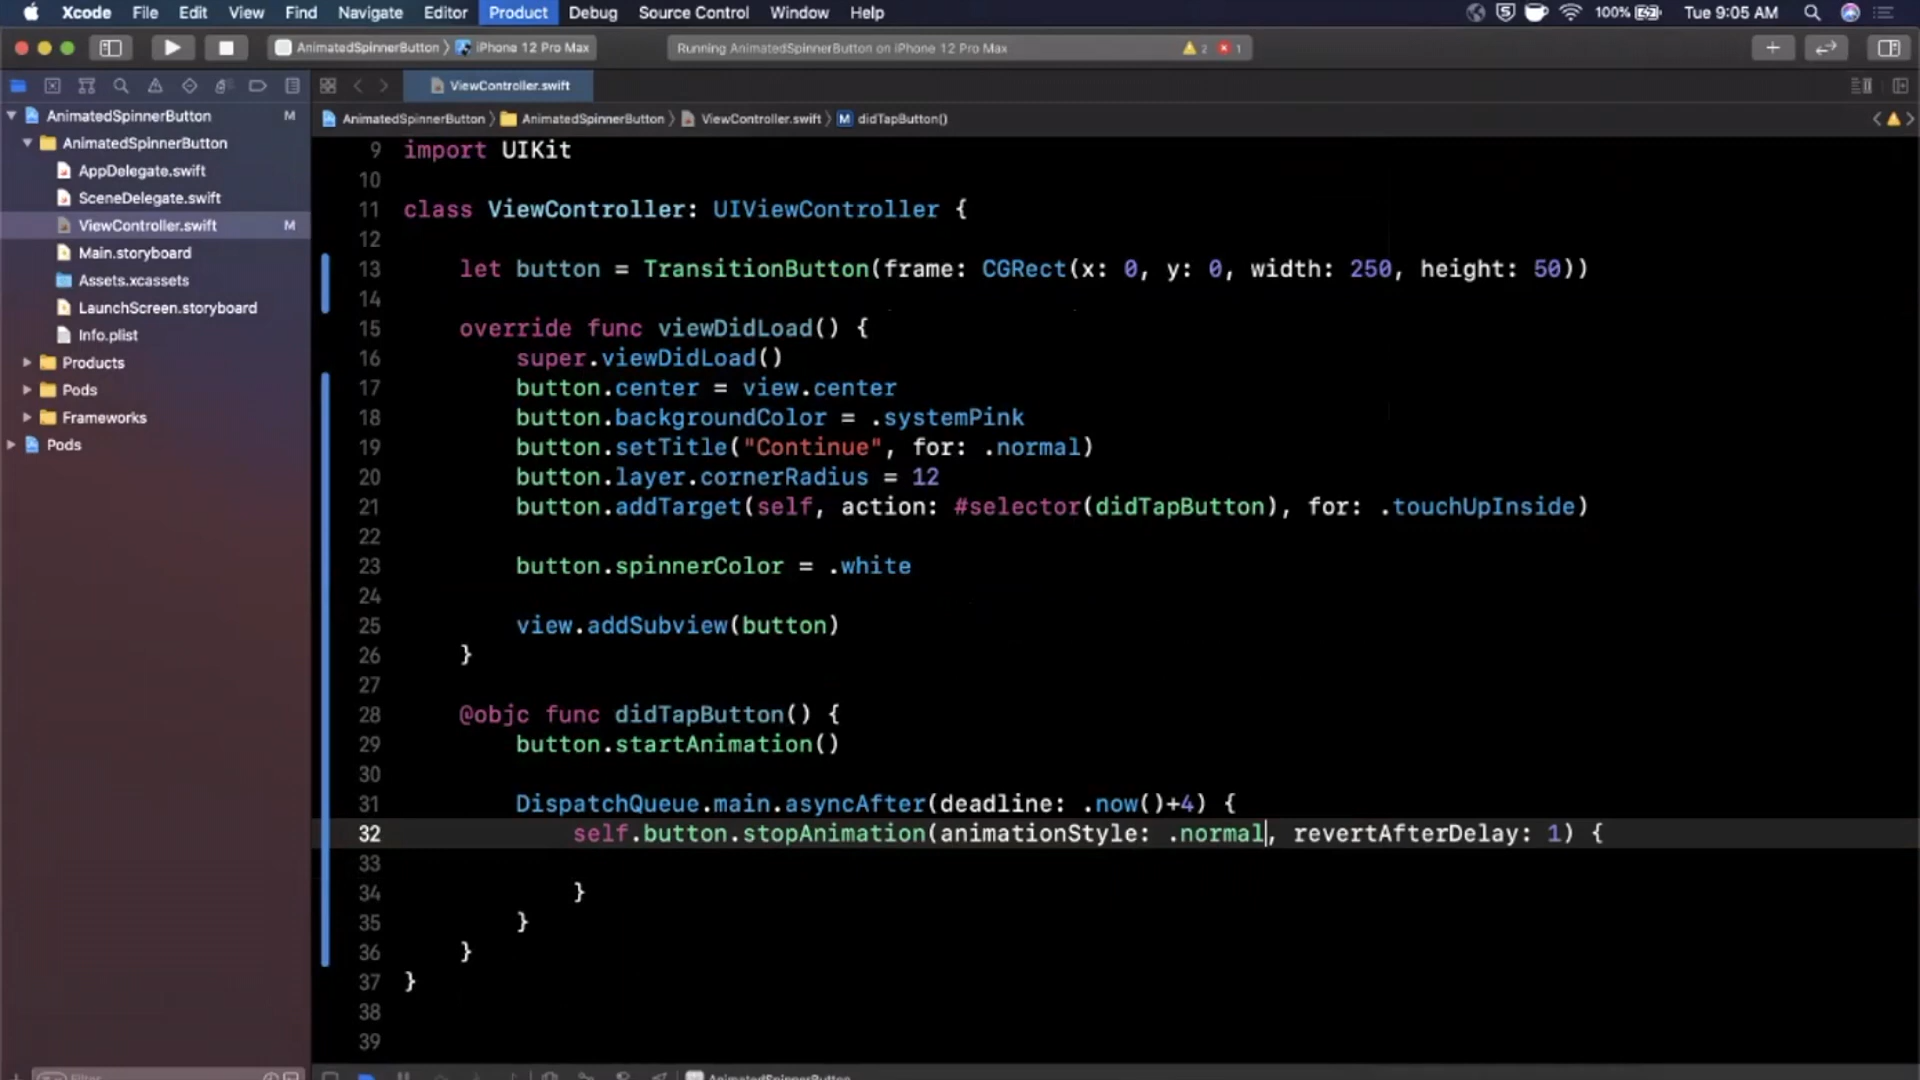 Xcode File Edit View Find Navigate Editor Product Debug Source Control Window Help 100% Tue 9:05 AM
AnimatedSpinnerButton iPhone 12 Pro Max Running AnimatedSpinnerButton on iPhone 12 Pro Max 2 1
ViewController.swift
AnimatedSpinnerButton M
AnimatedSpinnerButton
AppDelegate.swift
SceneDelegate.swift
ViewController.swift M
Main.storyboard
Assets.xcassets
LaunchScreen.storyboard
Info.plist
Products
Pods
Frameworks
Pods
AnimatedSpinnerButton AnimatedSpinnerButton ViewController.swift M didTapButton()
9 import UIKit
10
11 class ViewController: UIViewController {
12
13 let button = TransitionButton(frame: CGRect(x: 0, y: 0, width: 250, height: 50))
14
15 override func viewDidLoad() {
16 super.viewDidLoad()
17 button.center = view.center
18 button.backgroundColor = .systemPink
19 button.setTitle("Continue", for: .normal)
20 button.layer.cornerRadius = 12
21 button.addTarget(self, action: #selector(didTapButton), for: .touchUpInside)
22
23 button.spinnerColor = .white
24
25 view.addSubview(button)
26 }
27
28 @objc func didTapButton() {
29 button.startAnimation()
30
31 DispatchQueue.main.asyncAfter(deadline: .now()+4) {
32 self.button.stopAnimation(animationStyle: .normal, revertAfterDelay: 1) {
33
34 }
35 }
36 }
37 }
38
39
Filter
AnimatedSpinnerButton